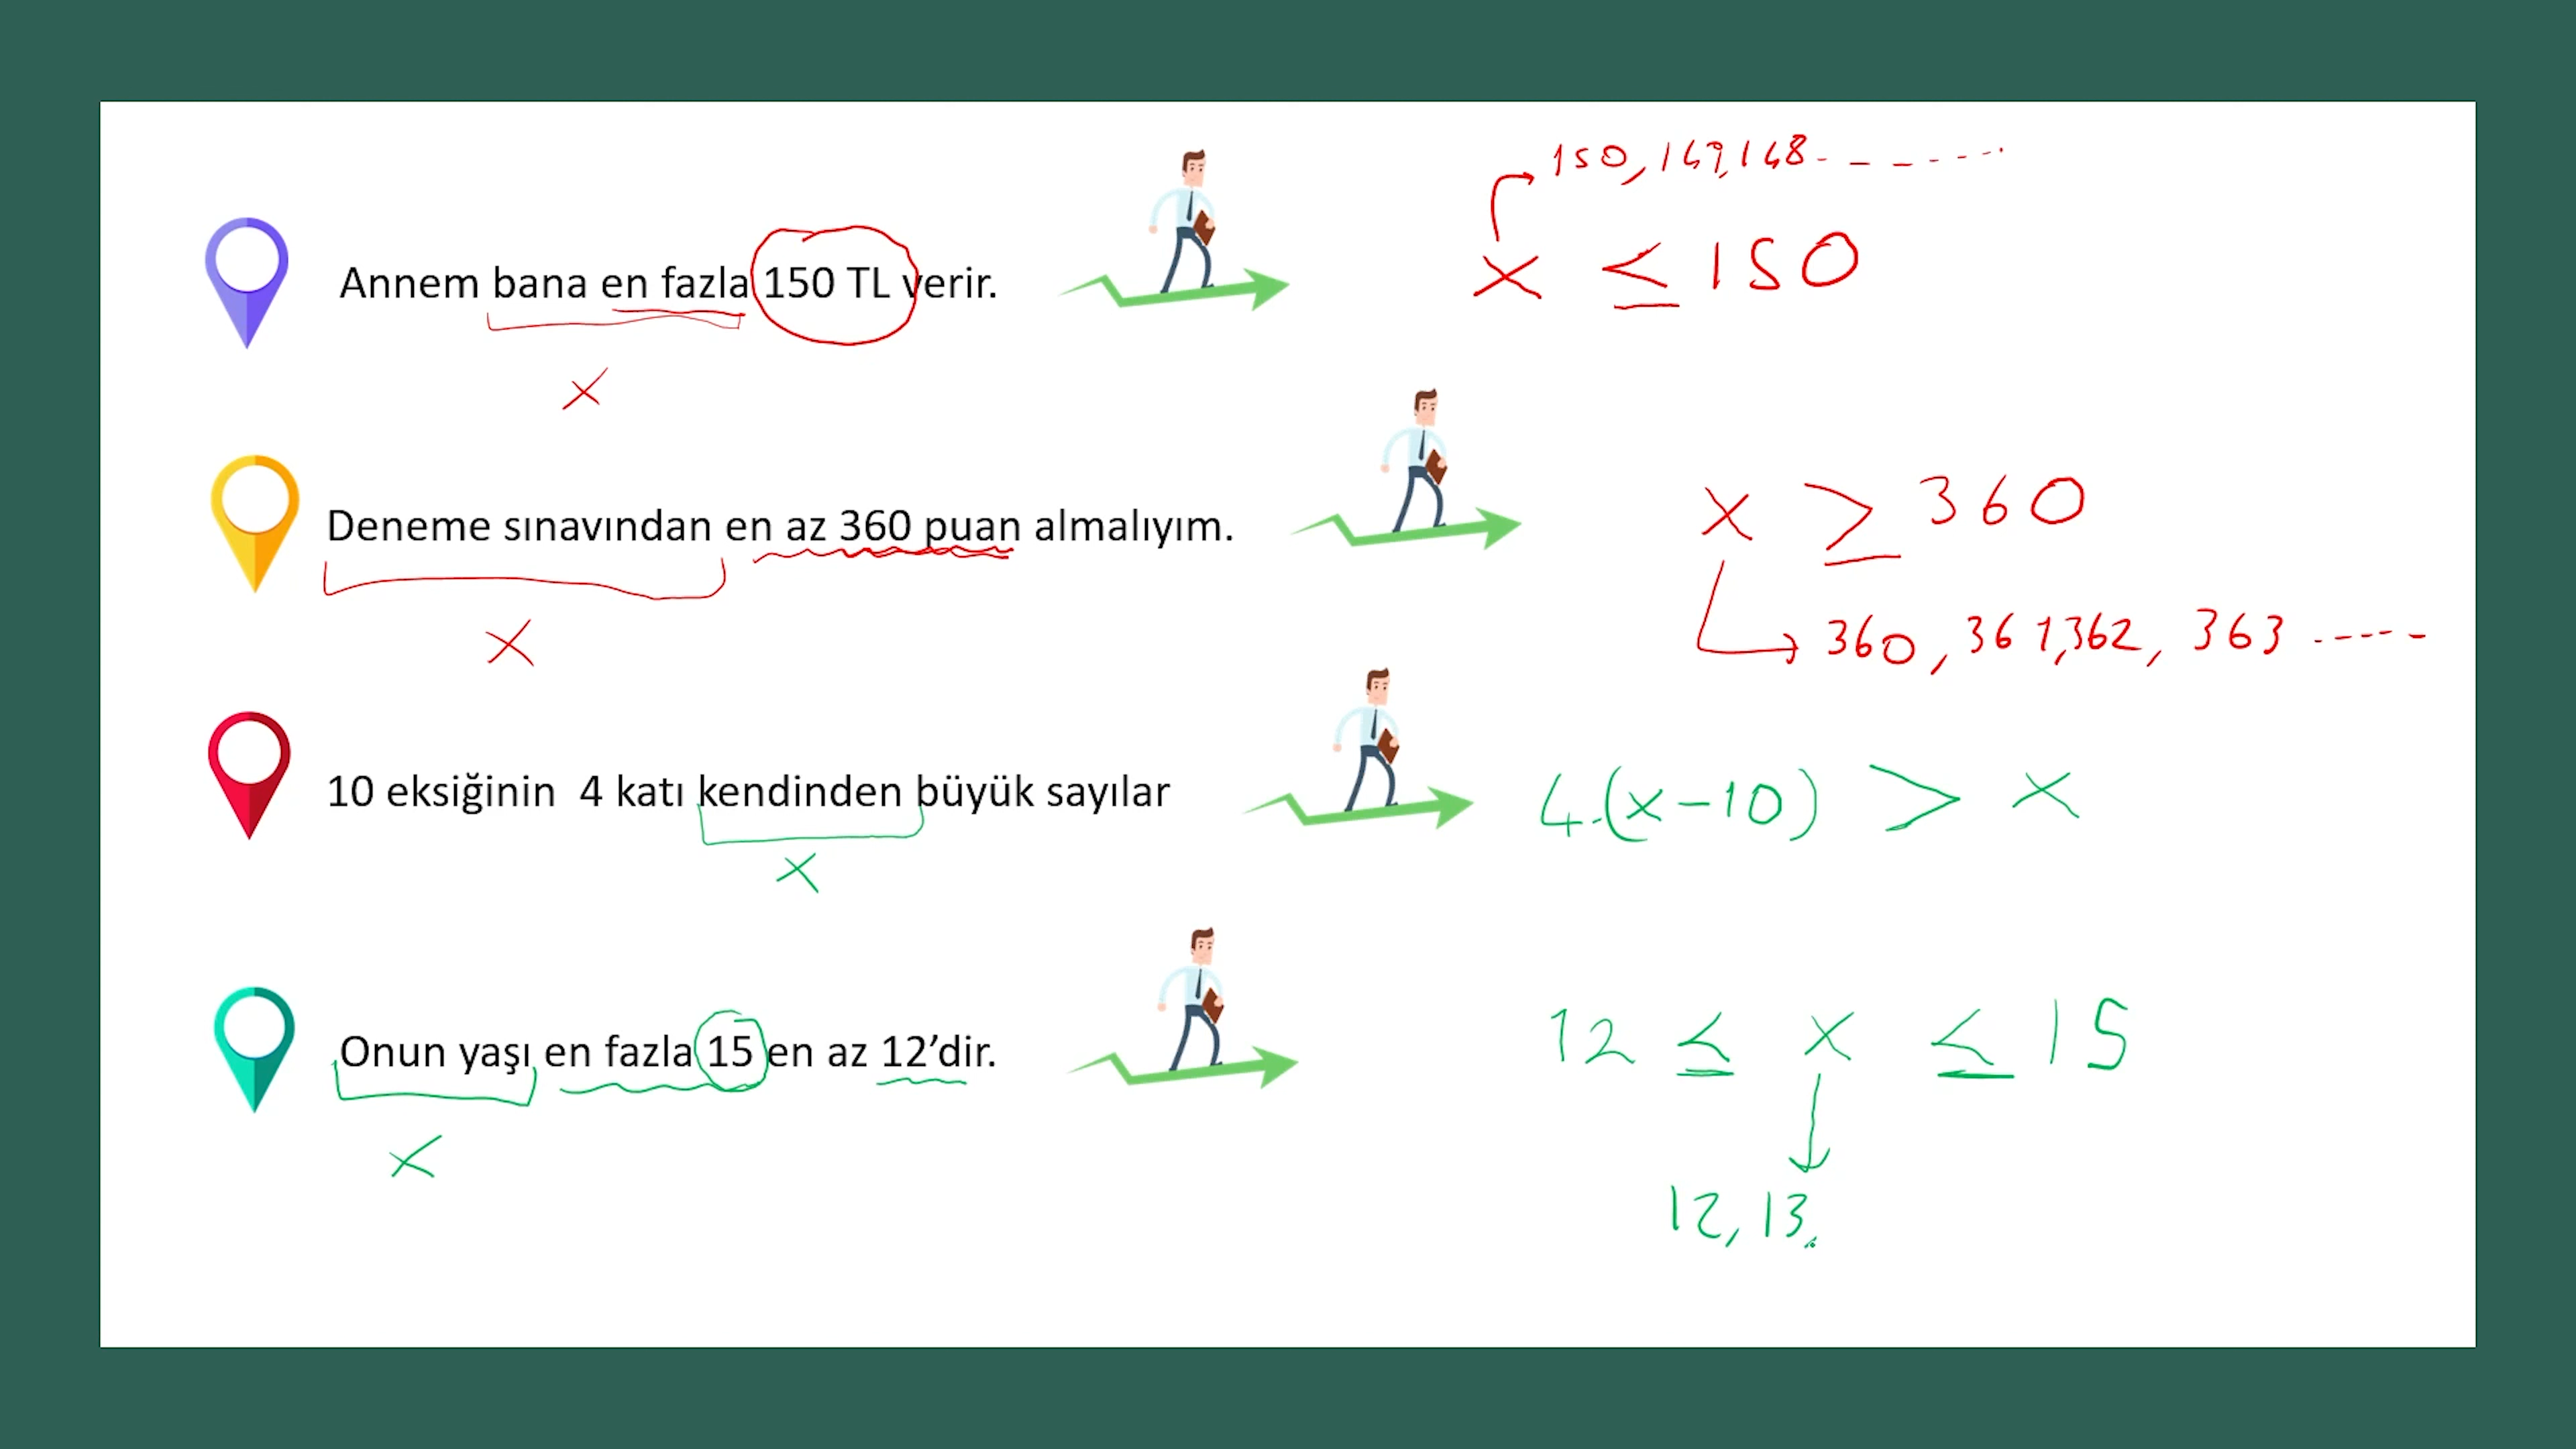 150, 149, 148- - - - - - -
Annem bana en fazla 150 TL verir.
x ≤ 150
x
Deneme sınavından en az 360 puan almalıyım.
x ≥ 360
x
360, 361, 362, 363 - - - - -
10 eksiğinin 4 katı kendinden büyük sayılar
4.(x-10) > x
x
Onun yaşı en fazla 15 en az 12'dir.
12 ≤ x ≤ 15
x
12, 13,